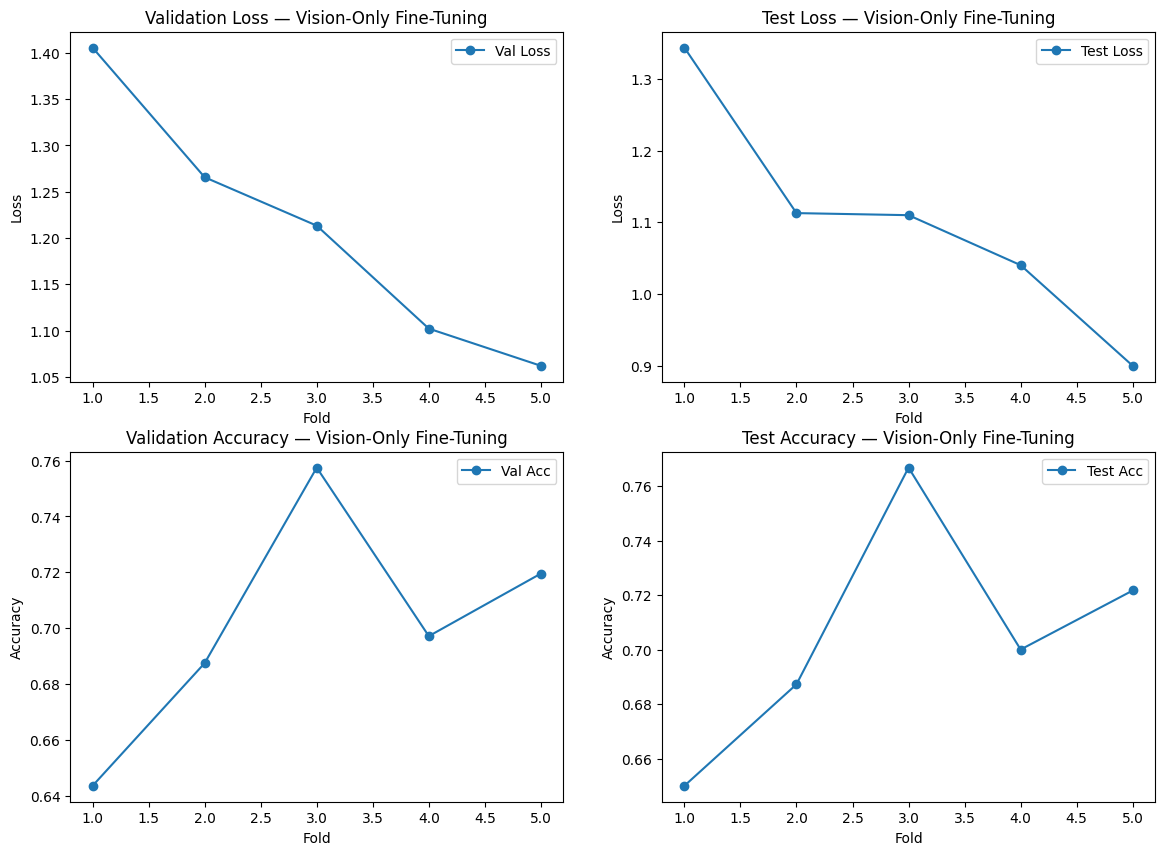 Validation Loss — Vision-Only Fine-Tuning
Val Loss
1.40
1.35
1.30
1.25
1.20
1.15
1.10
1.05
Loss
1.0 1.5 2.0 2.5 3.0 3.5 4.0 4.5 5.0
Fold
Test Loss — Vision-Only Fine-Tuning
Test Loss
1.3
1.2
1.1
1.0
0.9
Loss
1.0 1.5 2.0 2.5 3.0 3.5 4.0 4.5 5.0
Fold
Validation Accuracy — Vision-Only Fine-Tuning
Val Acc
0.76
0.74
0.72
0.70
0.68
0.66
0.64
Accuracy
1.0 1.5 2.0 2.5 3.0 3.5 4.0 4.5 5.0
Fold
Test Accuracy — Vision-Only Fine-Tuning
Test Acc
0.76
0.74
0.72
0.70
0.68
0.66
Accuracy
1.0 1.5 2.0 2.5 3.0 3.5 4.0 4.5 5.0
Fold